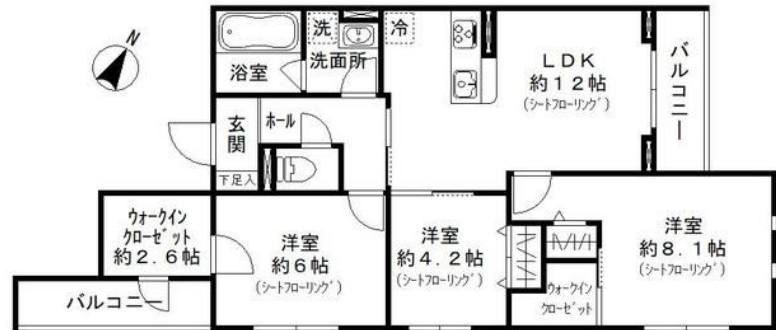 N
浴室
洗
洗面所
冷
LDK
約12帖
(シートフローリング)
バルコニー
玄関
ホール
下足入
ウォークイン
クローゼット
約2.6帖
バルコニー
洋室
約6帖
(シートフローリング)
洋室
約4.2帖
(シートフローリング)
ウォークイン
クローゼット
洋室
約8.1帖
(シートフローリング)